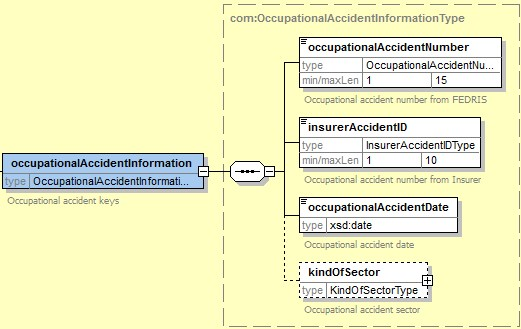 com:OccupationalAccidentInformationType
occupationalAccidentNumber
type OccupationalAccidentNu...
min/maxLen 1 15
Occupational accident number from FEDRIS
insurerAccidentID
type InsurerAccidentIDType
min/maxLen 1 10
Occupational accident number from Insurer
occupationalAccidentInformation
type OccupationalAccidentInformati...
Occupational accident keys
occupationalAccidentDate
type xsd:date
Occupational accident date
kindOfSector
type KindOfSectorType
Occupational accident sector